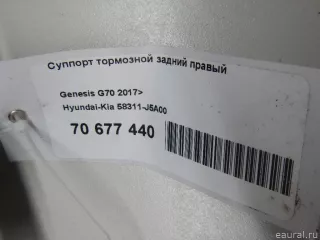 Суппорт тормозной задний правый
Genesis G70 2017>
Hyundai-Kia 58311-J5A00
70 677 440
© eaural.ru